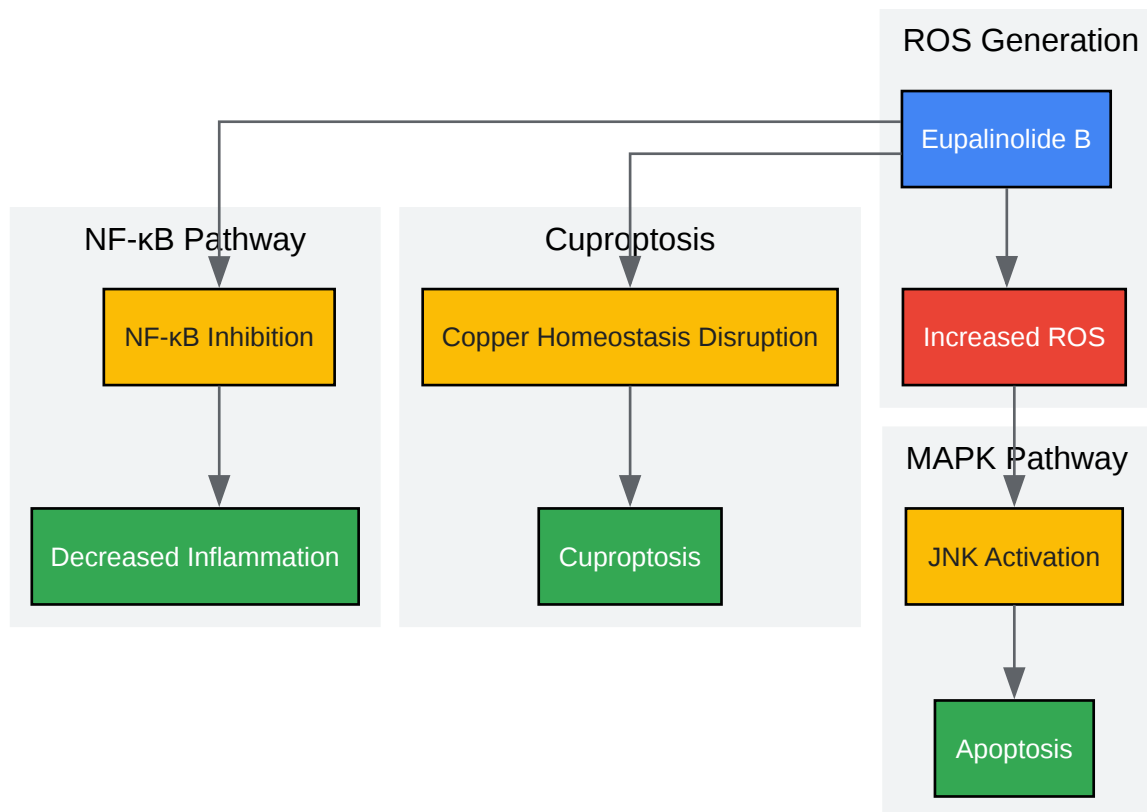 ROS Generation
Eupalinolide B
NF-κB Pathway
Cuproptosis
NF-κB Inhibition
Copper Homeostasis Disruption
Increased ROS
MAPK Pathway
Decreased Inflammation
Cuproptosis
JNK Activation
Apoptosis